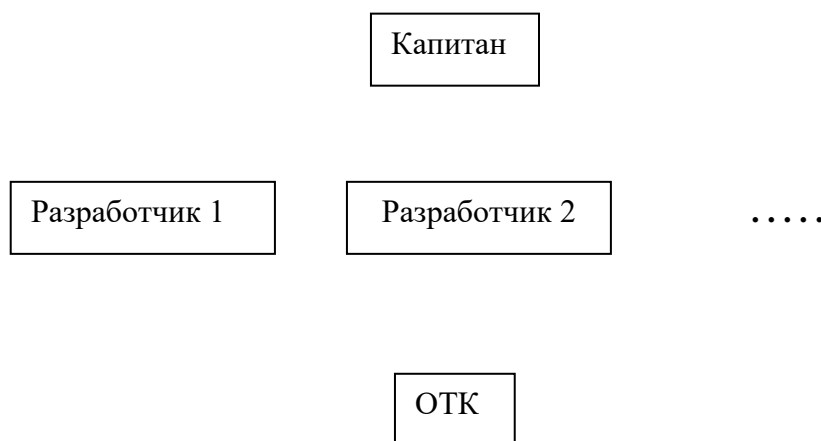 Капитан
Разработчик 1
Разработчик 2
.....
ОТК